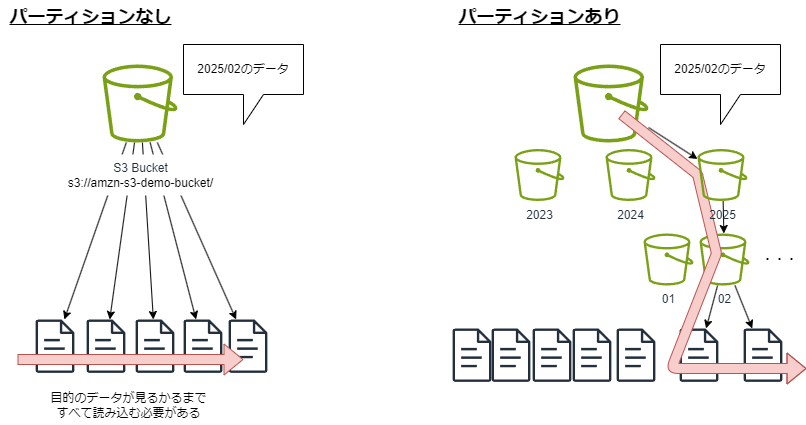 パーティションなし
2025/02のデータ
S3 Bucket
s3://amzn-s3-demo-bucket/
目的のデータが見るかるまで
すべて読み込む必要がある
パーティションあり
2025/02のデータ
2023
2024
2025
01
02
・・・